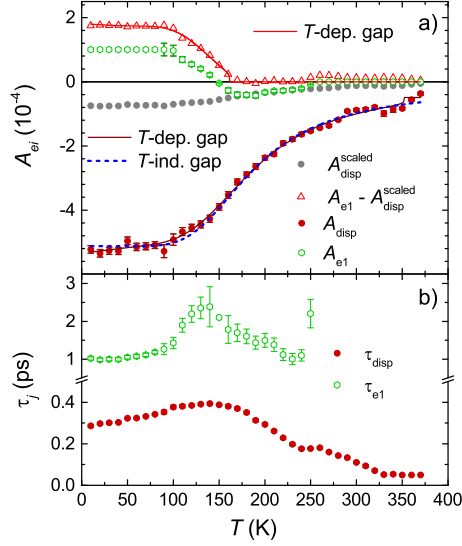 a)
2
0
-2
-4
A_ei (10^-4)
T-dep. gap
T-dep. gap
T-ind. gap
A_disp^scaled
A_e1 - A_disp^scaled
A_disp
A_e1
b)
3
2
1
0.4
0.2
0.0
τ_j (ps)
τ_disp
τ_e1
0 50 100 150 200 250 300 350 400
T (K)